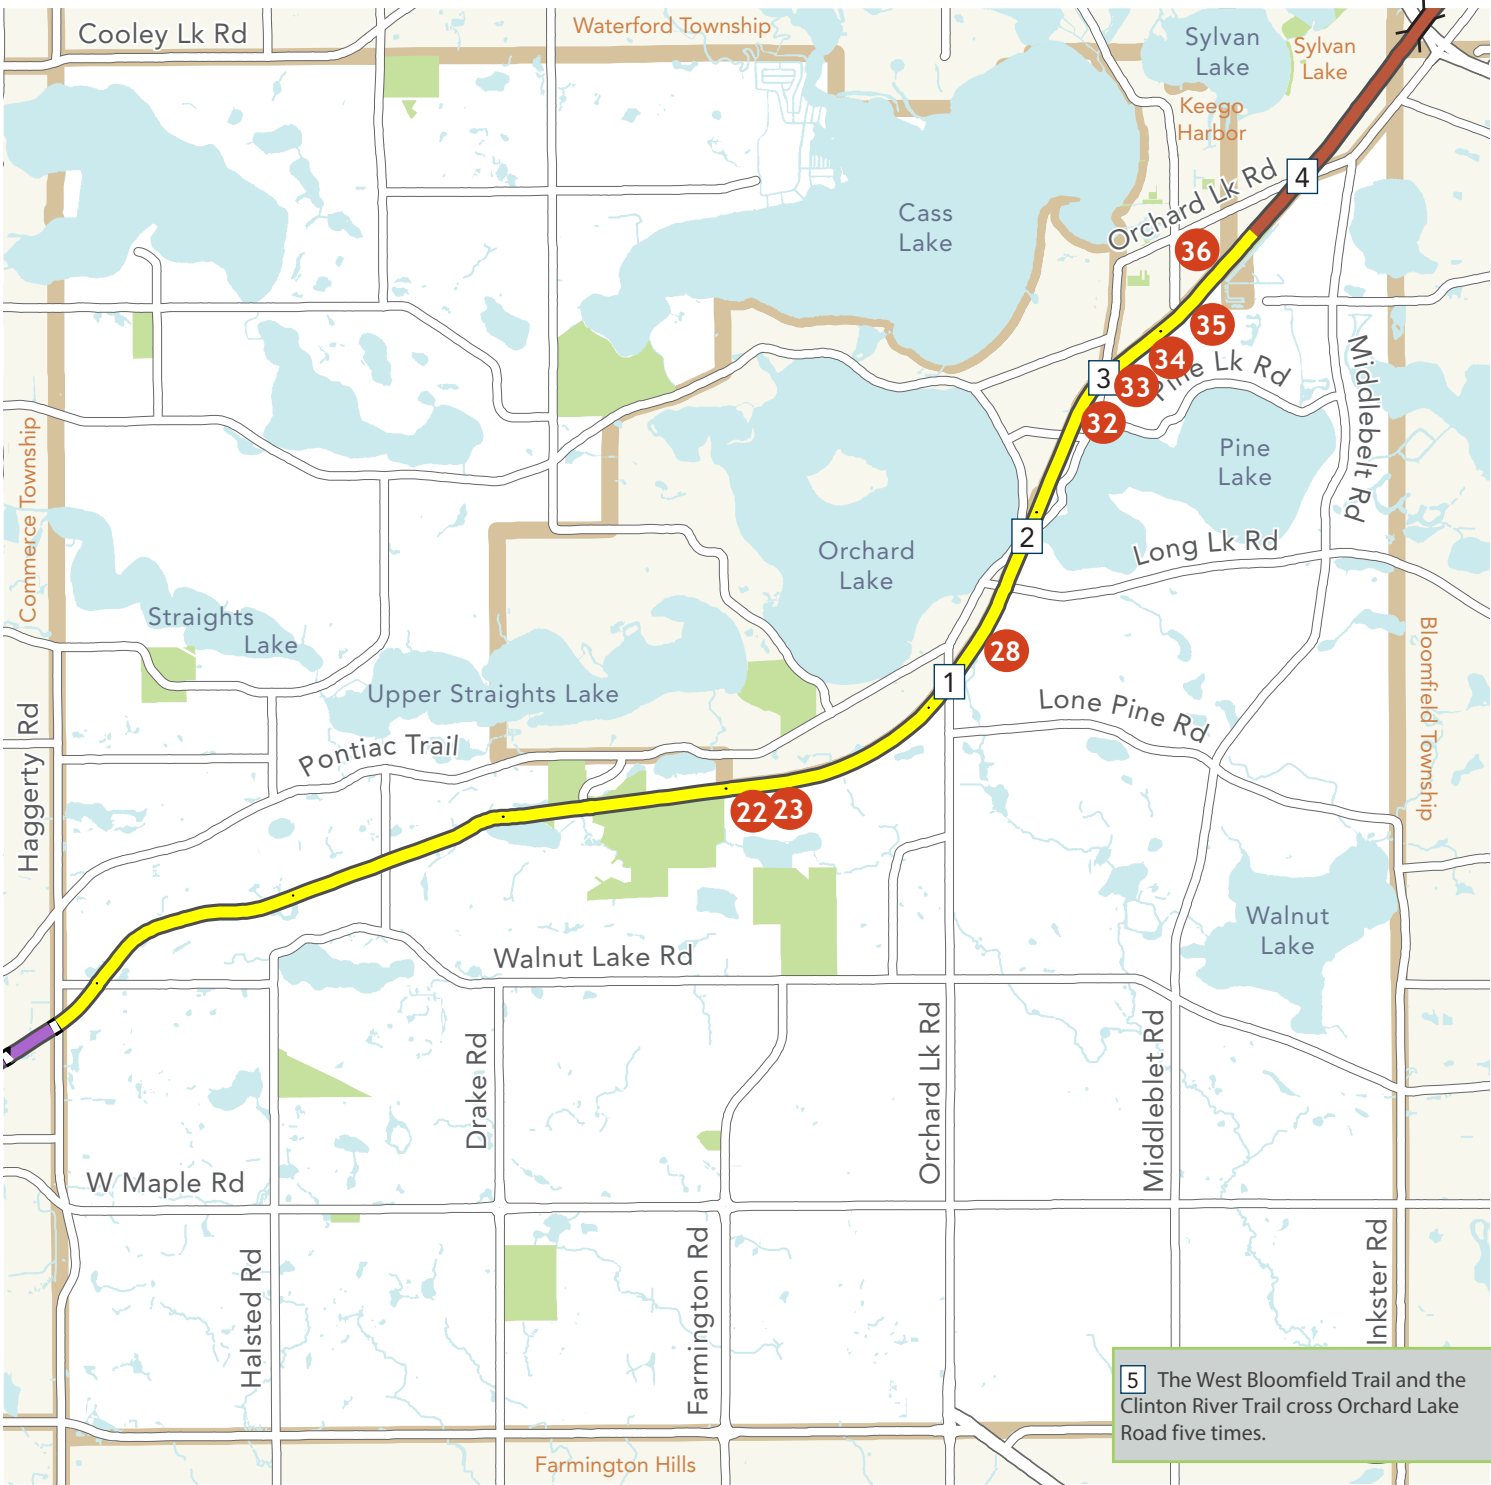 Cooley Lk Rd
Waterford Township
Sylvan
Lake
Sylvan
Lake
Keego
Harbor
4
Orchard Lk Rd
Cass
Lake
36
35
34
3
33
Pine Lk Rd
32
Middlebelt Rd
Commerce Township
Pine
Lake
2
Orchard
Lake
Long Lk Rd
Straights
Lake
28
Bloomfield Township
1
Upper Straights Lake
Lone Pine Rd
Pontiac Trail
Haggerty Rd
22
23
Walnut
Lake
Walnut Lake Rd
Drake Rd
Orchard Lk Rd
Middleblet Rd
W Maple Rd
Halsted Rd
Farmington Rd
Inkster Rd
5 The West Bloomfield Trail and the
Clinton River Trail cross Orchard Lake
Road five times.
Farmington Hills